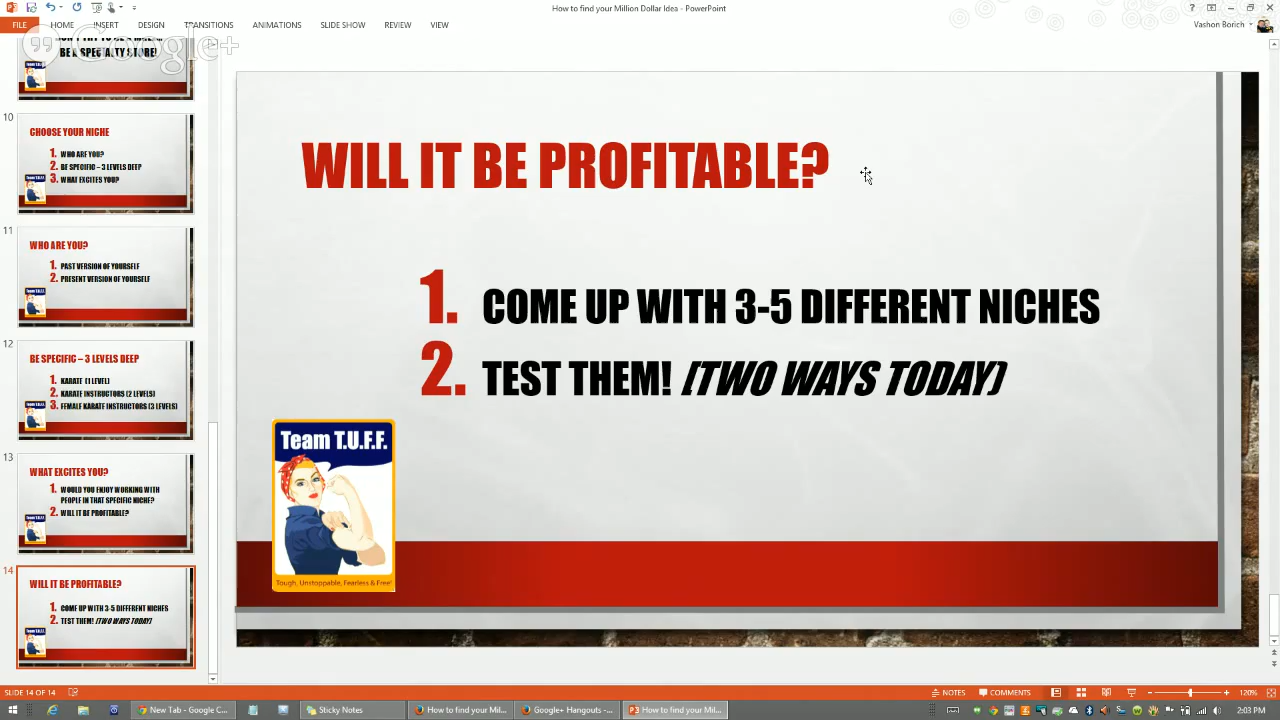 How to find your Million Dollar Idea - PowerPoint
FILE HOME INSERT DESIGN TRANSITIONS ANIMATIONS SLIDE SHOW REVIEW VIEW
Vashon Borich
Google+
BE A SPECIALTY STORE!
10
CHOOSE YOUR NICHE
1. WHO ARE YOU?
2. BE SPECIFIC – 3 LEVELS DEEP
3. WHAT EXCITES YOU?
11
WHO ARE YOU?
1. PAST VERSION OF YOURSELF
2. PRESENT VERSION OF YOURSELF
12
BE SPECIFIC – 3 LEVELS DEEP
1. KARATE (1 LEVEL)
2. KARATE INSTRUCTORS (2 LEVELS)
3. FEMALE KARATE INSTRUCTORS (3 LEVELS)
13
WHAT EXCITES YOU?
1. WOULD YOU ENJOY WORKING WITH
PEOPLE IN THAT SPECIFIC NICHE?
2. WILL IT BE PROFITABLE?
14
WILL IT BE PROFITABLE?
1. COME UP WITH 3-5 DIFFERENT NICHES
2. TEST THEM! (TWO WAYS TODAY)
WILL IT BE PROFITABLE?
1. COME UP WITH 3-5 DIFFERENT NICHES
2. TEST THEM! (TWO WAYS TODAY)
Team T.U.F.F.
Tough, Unstoppable, Fearless & Free!
SLIDE 14 OF 14
NOTES COMMENTS 120%
New Tab - Google C... Sticky Notes How to find your Mil... Google+ Hangouts -... How to find your Mil... 2:03 PM